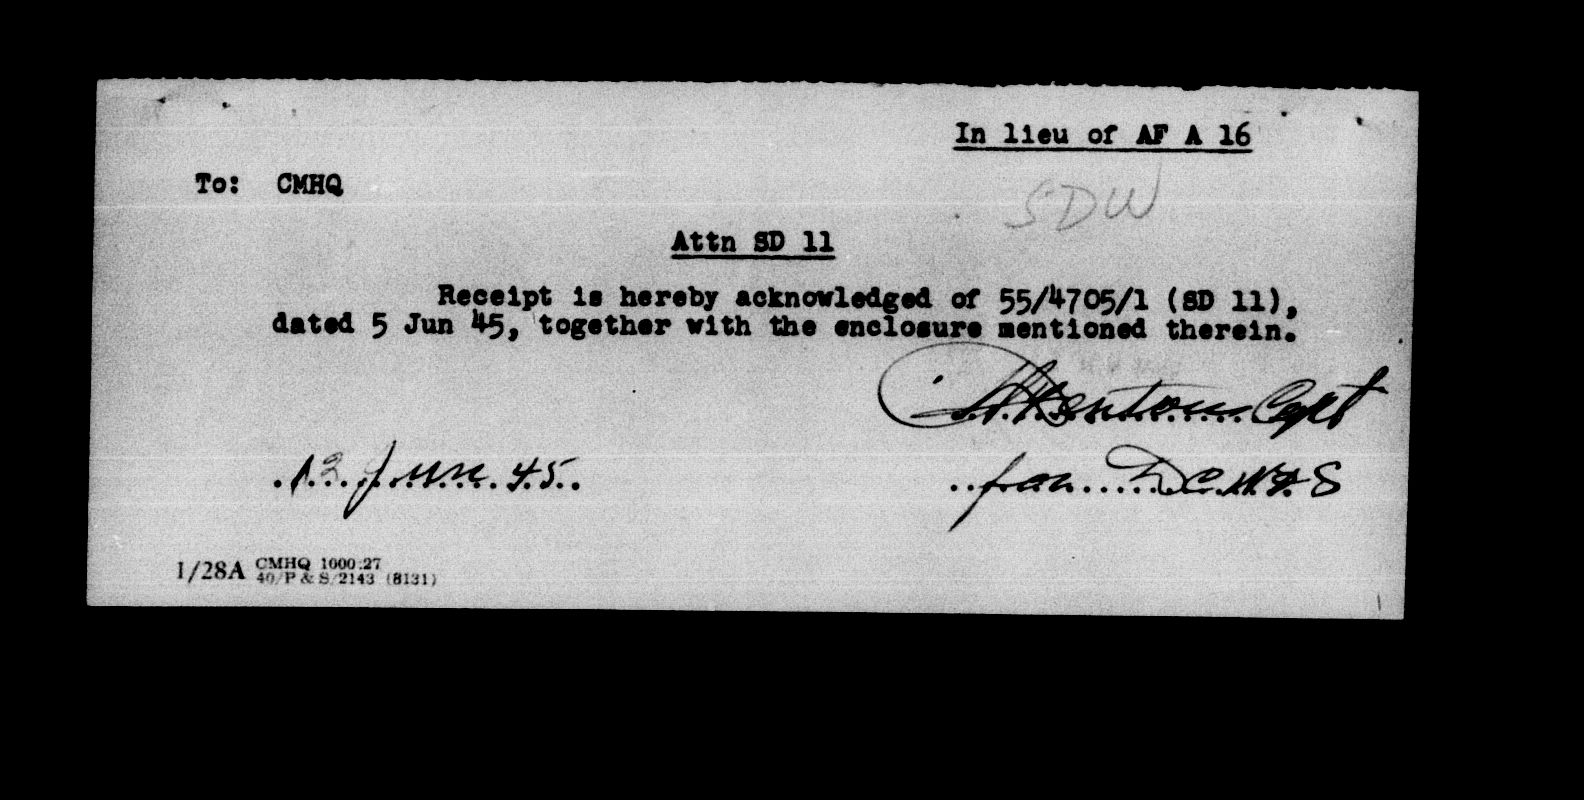 In lieu of AF A 16
To: CMHQ
SDW
Attn SD 11
Receipt is hereby acknowledged of 55/4705/1 (SD 11),
dated 5 Jun 45, together with the enclosure mentioned therein.
Capt
12 Jun 45
for D
1/28A CMHQ 1000:27
40/P & S/2143 (8131)